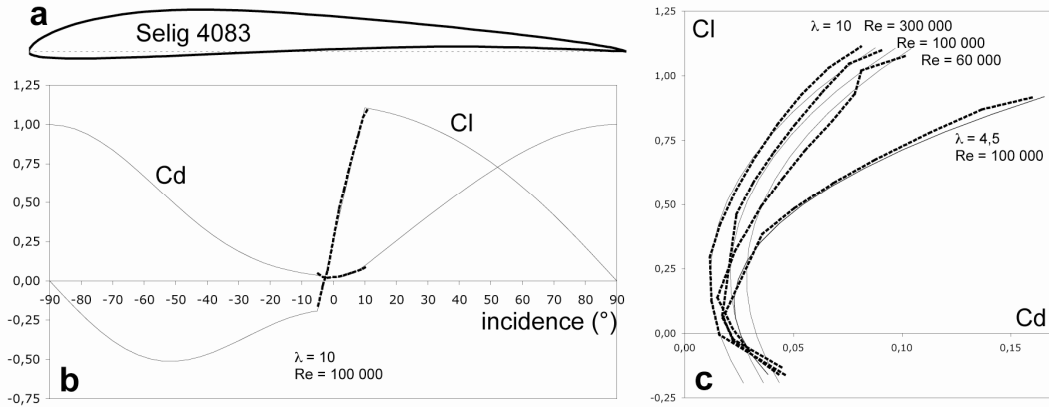 a
Selig 4083
1,25
1,00
0,75
0,50
0,25
0,00
-0,25
-0,50
-0,75
-90 -80 -70 -60 -50 -40 -30 -20 -10 0 10 20 30 40 50 60 70 80 90
Cd
Cl
incidence (°)
λ = 10
Re = 100 000
b
1,25
1,00
0,75
0,50
0,25
0,00
-0,25
Cl
λ = 10 Re = 300 000
Re = 100 000
Re = 60 000
λ = 4,5
Re = 100 000
Cd
0,00 0,05 0,10 0,15
c